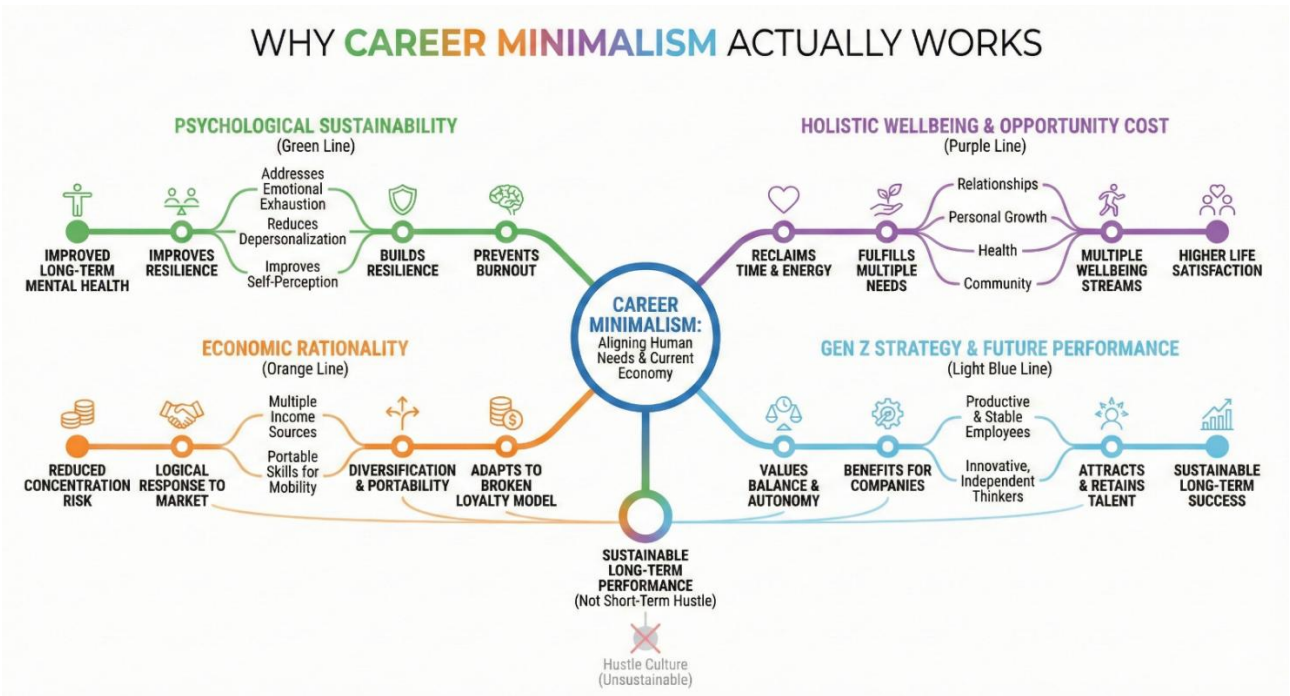 WHY CAREER MINIMALISM ACTUALLY WORKS
PSYCHOLOGICAL SUSTAINABILITY
(Green Line)
IMPROVED
LONG-TERM
MENTAL HEALTH
IMPROVES
RESILIENCE
Addresses
Emotional
Exhaustion
Reduces
Depersonalization
Improves
Self-Perception
BUILDS
RESILIENCE
PREVENTS
BURNOUT
HOLISTIC WELLBEING & OPPORTUNITY COST
(Purple Line)
RECLAIMS
TIME & ENERGY
FULFILLS
MULTIPLE
NEEDS
Relationships
Personal Growth
Health
Community
MULTIPLE
WELLBEING
STREAMS
HIGHER LIFE
SATISFACTION
CAREER
MINIMALISM:
Aligning Human
Needs & Current
Economy
ECONOMIC RATIONALITY
(Orange Line)
REDUCED
CONCENTRATION
RISK
LOGICAL
RESPONSE TO
MARKET
Multiple
Income
Sources
Portable
Skills for
Mobility
DIVERSIFICATION
& PORTABILITY
ADAPTS TO
BROKEN
LOYALTY MODEL
GEN Z STRATEGY & FUTURE PERFORMANCE
(Light Blue Line)
VALUES
BALANCE &
AUTONOMY
BENEFITS FOR
COMPANIES
Productive
& Stable
Employees
Innovative,
Independent
Thinkers
ATTRACTS
& RETAINS
TALENT
SUSTAINABLE
LONG-TERM
SUCCESS
SUSTAINABLE
LONG-TERM
PERFORMANCE
(Not Short-Term Hustle)
Hustle Culture
(Unsustainable)